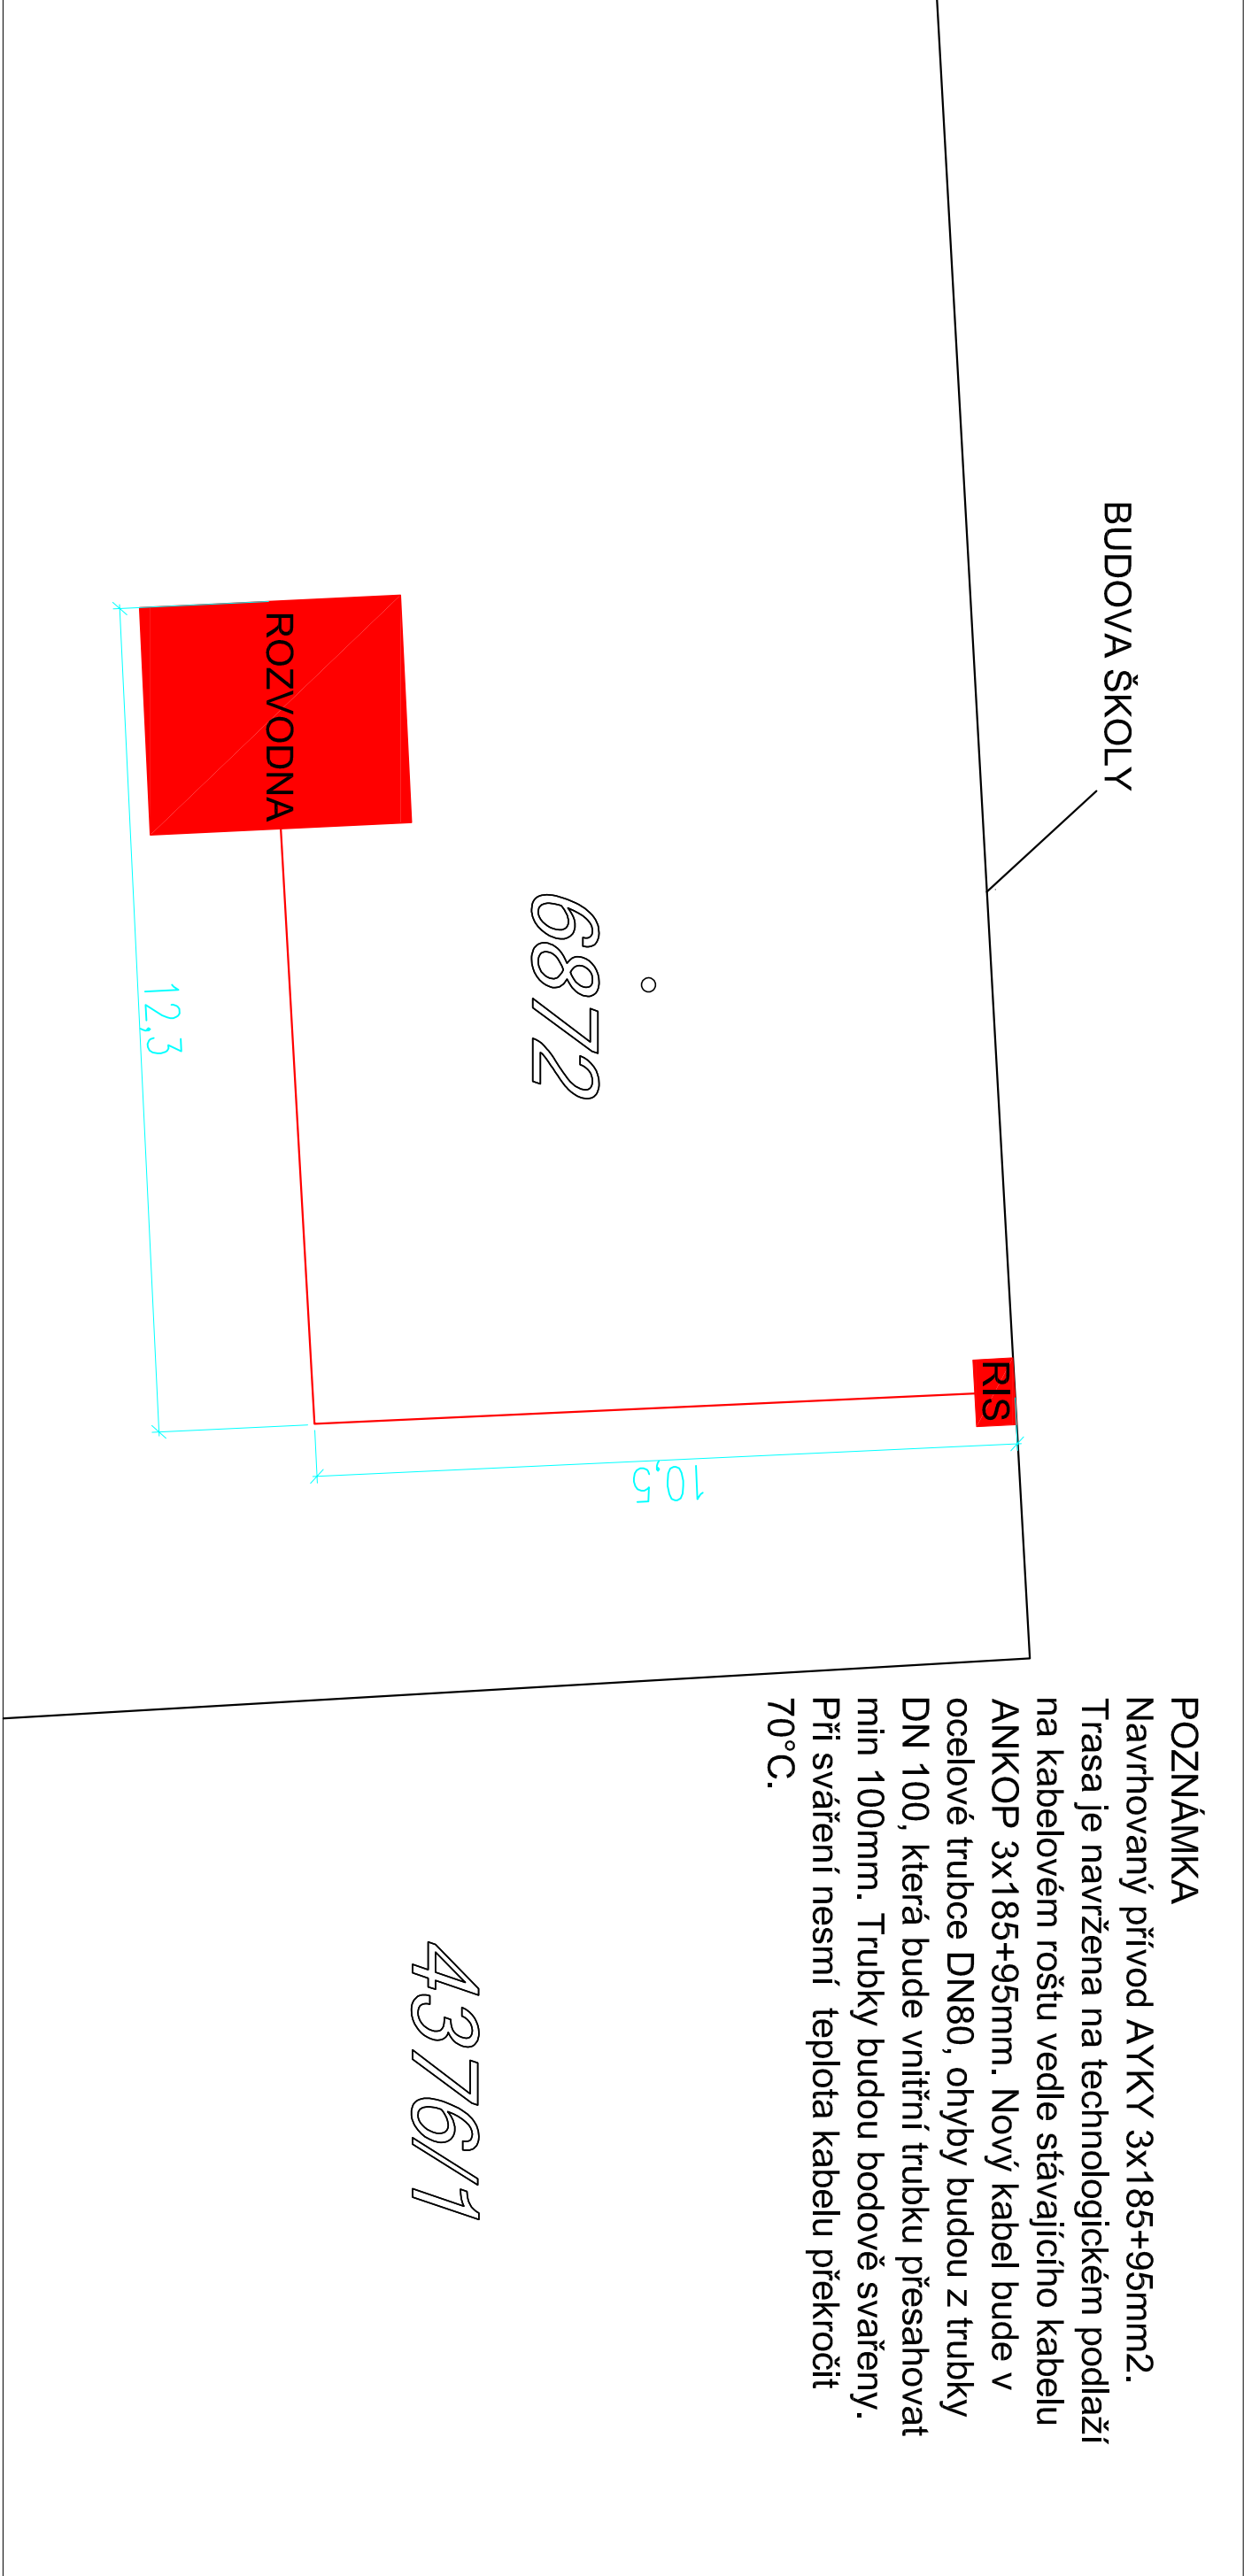 BUDOVA ŠKOLY
POZNÁMKA
Navrhovaný přívod AYKY 3x185+95mm2.
Trasa je navržena na technologickém podlaží
na kabelovém roštu vedle stávajícího kabelu
ANKOP 3x185+95mm. Nový kabel bude v
ocelové trubce DN80, ohyby budou z trubky
DN 100, která bude vnitřní trubku přesahovat
min 100mm. Trubky budou bodově svařeny.
Při sváření nesmí  teplota kabelu překročit
70°C.
RIS
10,5
6872
4376/1
ROZVODNA
12,3